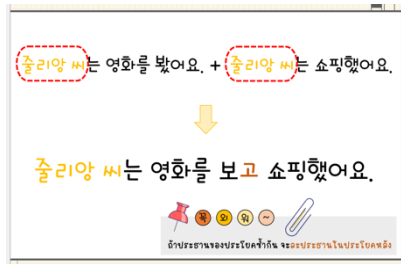 줄리앙 씨는 영화를 봤어요. + 줄리앙 씨는 쇼핑했어요.
줄리앙 씨는 영화를 보고 쇼핑했어요.
꼭 외 워 ~
ถ้าประธานของประโยคซ้ำกัน จะละประธานในประโยคหลัง